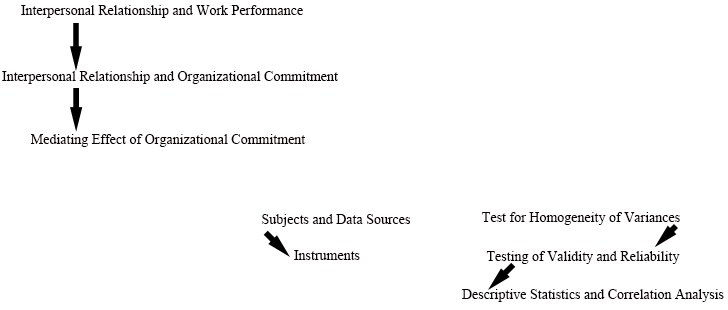 Interpersonal Relationship and Work Performance
Interpersonal Relationship and Organizational Commitment
Mediating Effect of Organizational Commitment
Subjects and Data Sources
Instruments
Test for Homogeneity of Variances
Testing of Validity and Reliability
Descriptive Statistics and Correlation Analysis